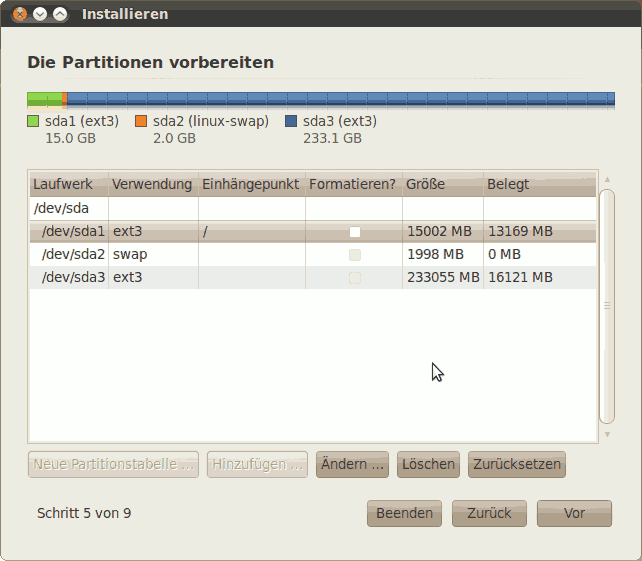 Installieren
Die Partitionen vorbereiten
sda1 (ext3) sda2 (linux-swap) sda3 (ext3)
15.0 GB 2.0 GB 233.1 GB
Laufwerk Verwendung Einhängepunkt Formatieren? Größe Belegt
/dev/sda
/dev/sda1 ext3 / 15002 MB 13169 MB
/dev/sda2 swap 1998 MB 0 MB
/dev/sda3 ext3 233055 MB 16121 MB
Neue Partitionstabelle ... Hinzufügen ... Ändern ... Löschen Zurücksetzen
Schritt 5 von 9 Beenden Zurück Vor